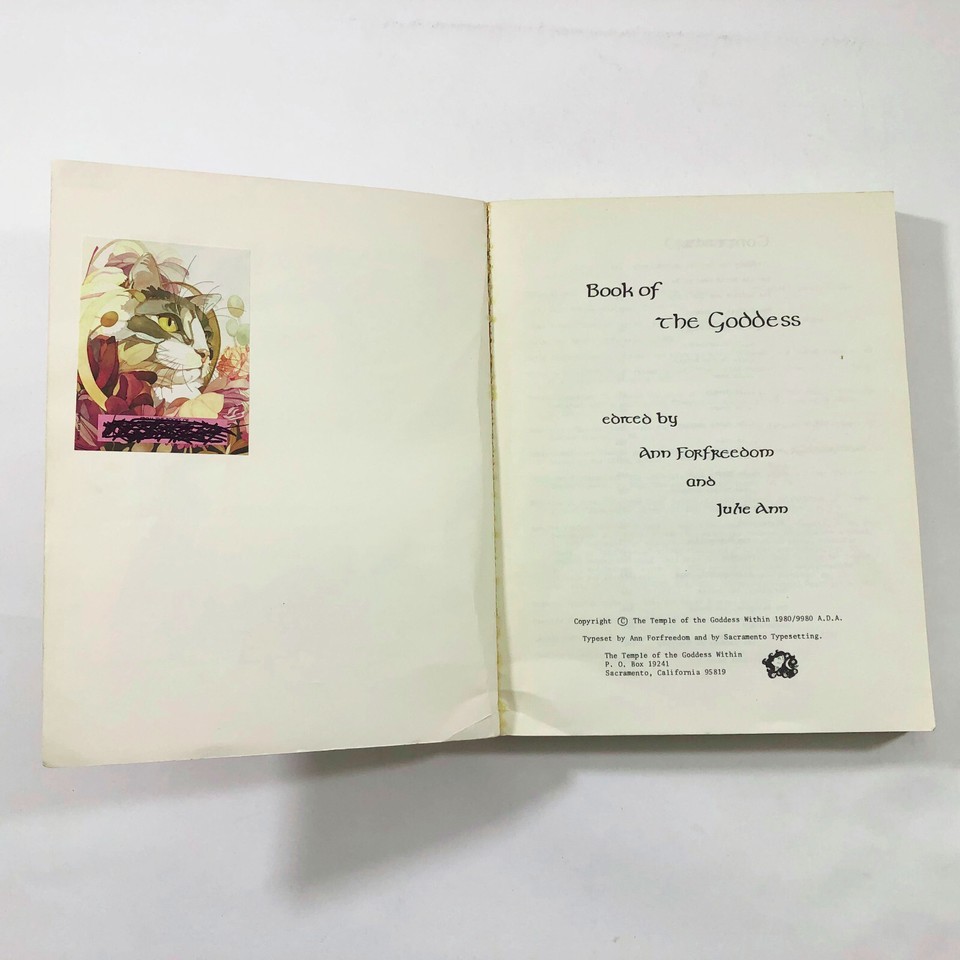 Book of
the Goddess
edited by
Ann Forfreedom
and
Julie Ann
Copyright © The Temple of the Goddess Within 1980/9980 A.D.A.
Typeset by Ann Forfreedom and by Sacramento Typesetting.
The Temple of the Goddess Within
P. O. Box 19241
Sacramento, California 95819